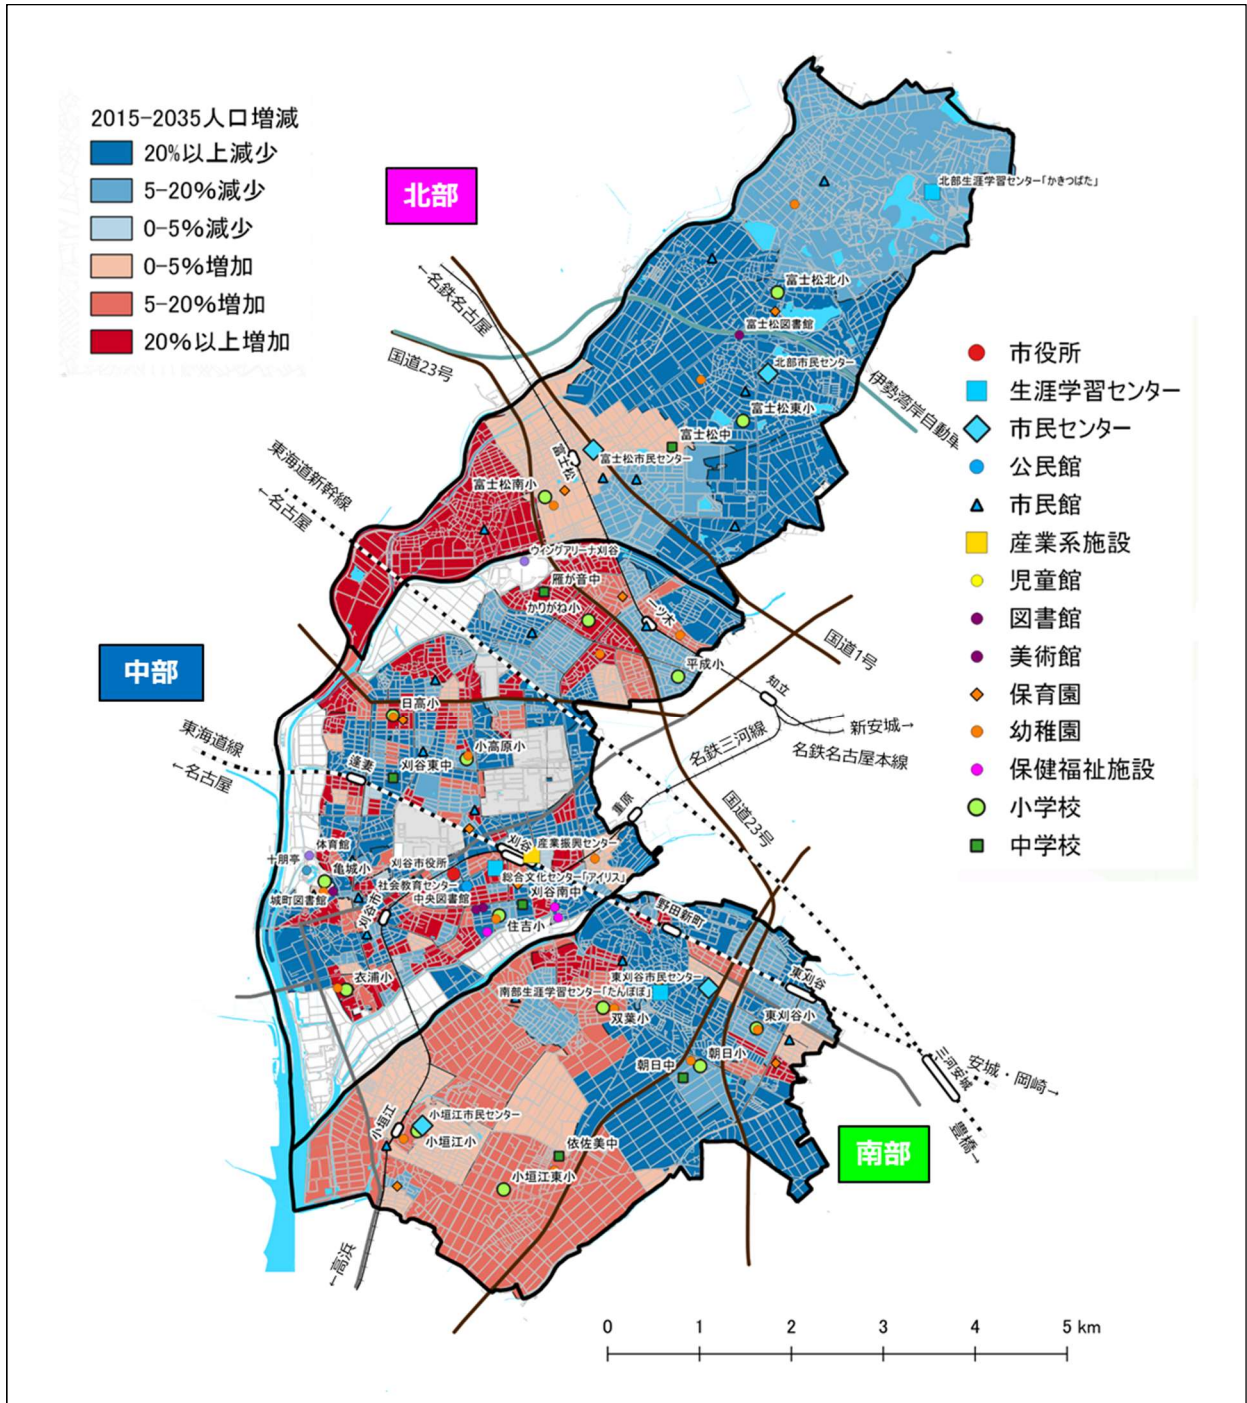 2015-2035人口増減
20%以上減少
5-20%減少
0-5%減少
0-5%増加
5-20%増加
20%以上増加
北部
北部生涯学習センター「かきつばた」
←名鉄名古屋
富士松北小
富士松図書館
国道23号
北部市民センター
伊勢湾岸自動車
富士松東小
富士松中
富士松
富士松市民センター
東海道新幹線
←名古屋
富士松南小
市役所
生涯学習センター
市民センター
公民館
市民館
産業系施設
児童館
図書館
美術館
保育園
幼稚園
保健福祉施設
小学校
中学校
ウイングアリーナ刈谷
雁が音中
かりがね小
一ツ木
国道1号
中部
平成小
知立
日高小
新安城→
名鉄三河線
名鉄名古屋本線
東海道線
←名古屋
小高原小
逢妻
刈谷東中
重原
国道23号
刈谷
産業振興センター
体育館
十朋亭
亀城小
刈谷市役所
総合文化センター「アイリス」
社会教育センター
刈谷南中
城町図書館
中央図書館
刈谷市
住吉小
野田新町
衣浦小
東刈谷市民センター
東刈谷
南部生涯学習センター「たんぽぽ」
双葉小
東刈谷小
朝日中
朝日小
三河安城
安城・岡崎→
豊橋→
小垣江
小垣江市民センター
小垣江小
依佐美中
南部
小垣江東小
←高浜
0 1 2 3 4 5 km